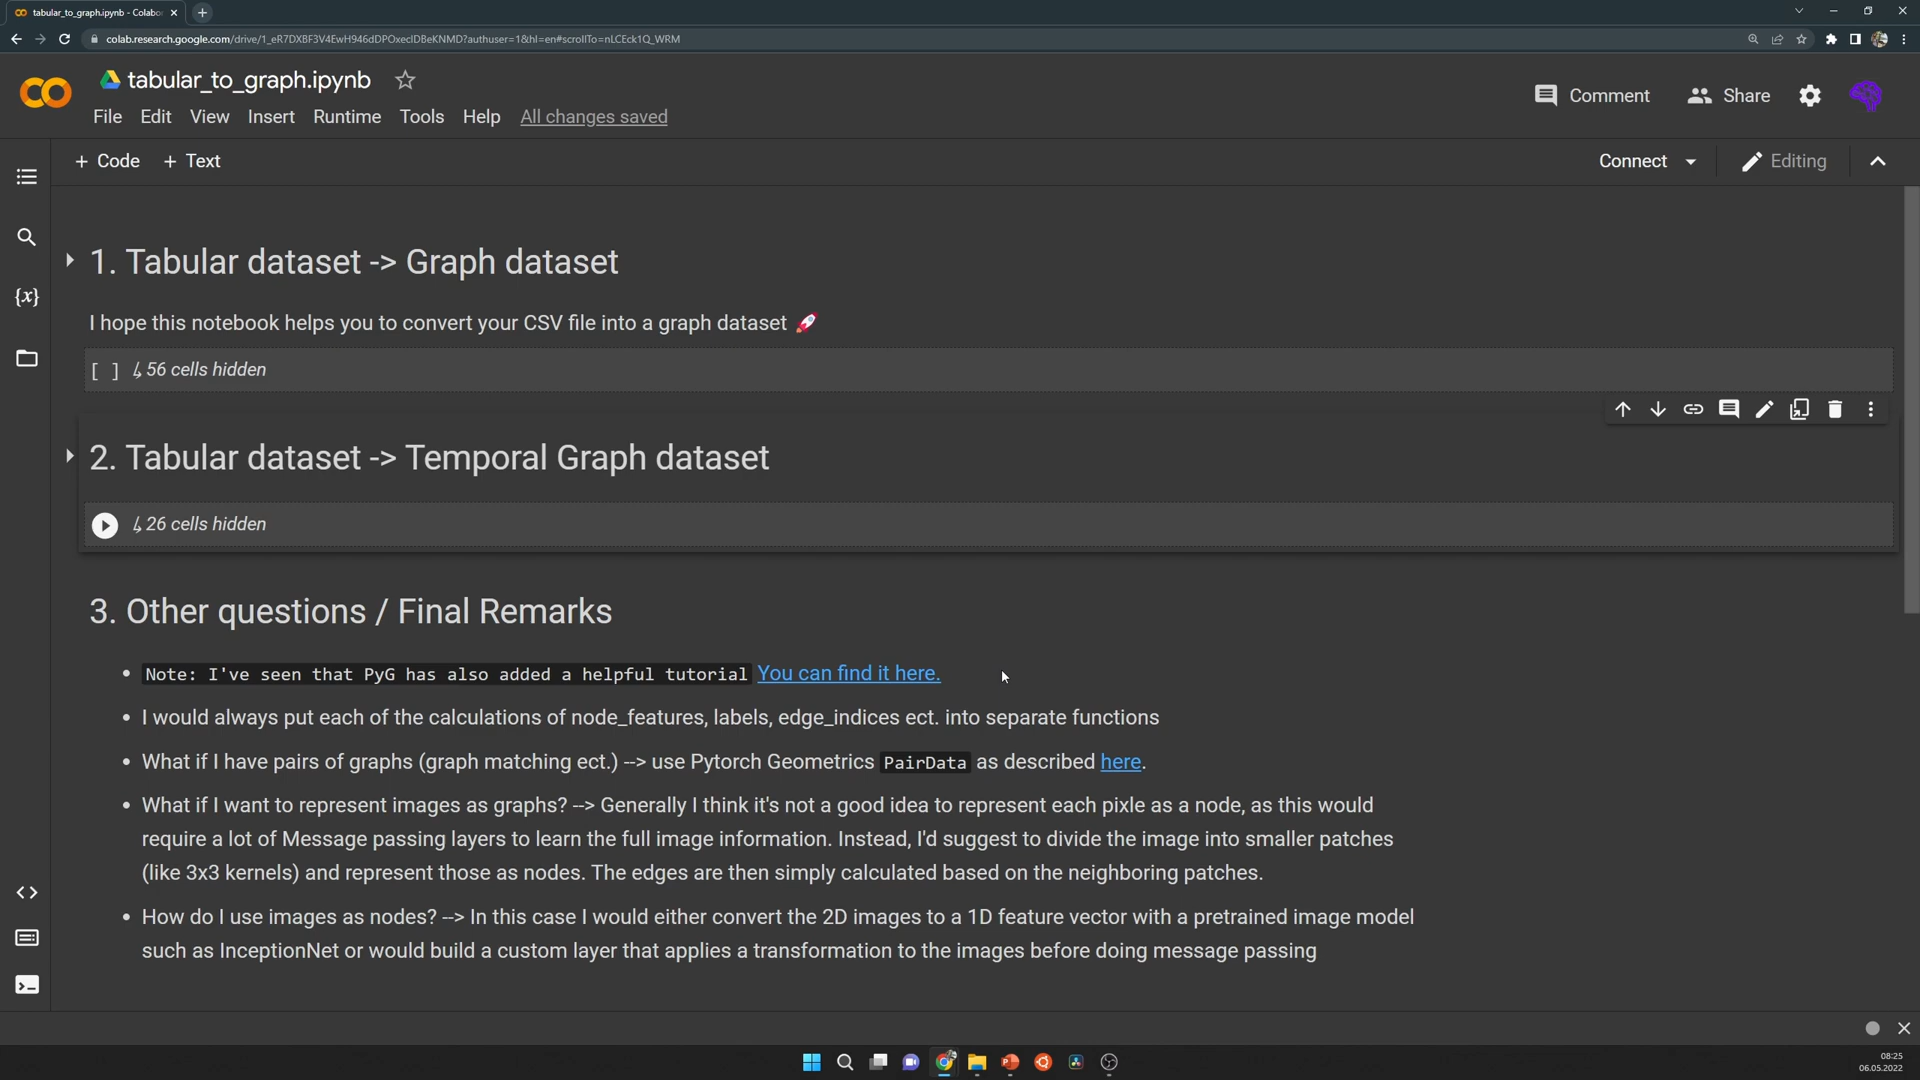 tabular_to_graph.ipynb - Colabo
colab.research.google.com/drive/1_eR7DXBF3V4EwH946dDPOxeclDBeKNMD?authuser=1&hl=en#scrollTo=nLCEck1Q_WRM
tabular_to_graph.ipynb
File Edit View Insert Runtime Tools Help All changes saved
Comment Share
+ Code + Text
Connect Editing
1. Tabular dataset -> Graph dataset
I hope this notebook helps you to convert your CSV file into a graph dataset 🚀
[ ] ↳ 56 cells hidden
2. Tabular dataset -> Temporal Graph dataset
↳ 26 cells hidden
3. Other questions / Final Remarks
• Note: I've seen that PyG has also added a helpful tutorial You can find it here.
• I would always put each of the calculations of node_features, labels, edge_indices ect. into separate functions
• What if I have pairs of graphs (graph matching ect.) --> use Pytorch Geometrics PairData as described here.
• What if I want to represent images as graphs? --> Generally I think it's not a good idea to represent each pixle as a node, as this would
require a lot of Message passing layers to learn the full image information. Instead, I'd suggest to divide the image into smaller patches
(like 3x3 kernels) and represent those as nodes. The edges are then simply calculated based on the neighboring patches.
• How do I use images as nodes? --> In this case I would either convert the 2D images to a 1D feature vector with a pretrained image model
such as InceptionNet or would build a custom layer that applies a transformation to the images before doing message passing
08:25
06.05.2022